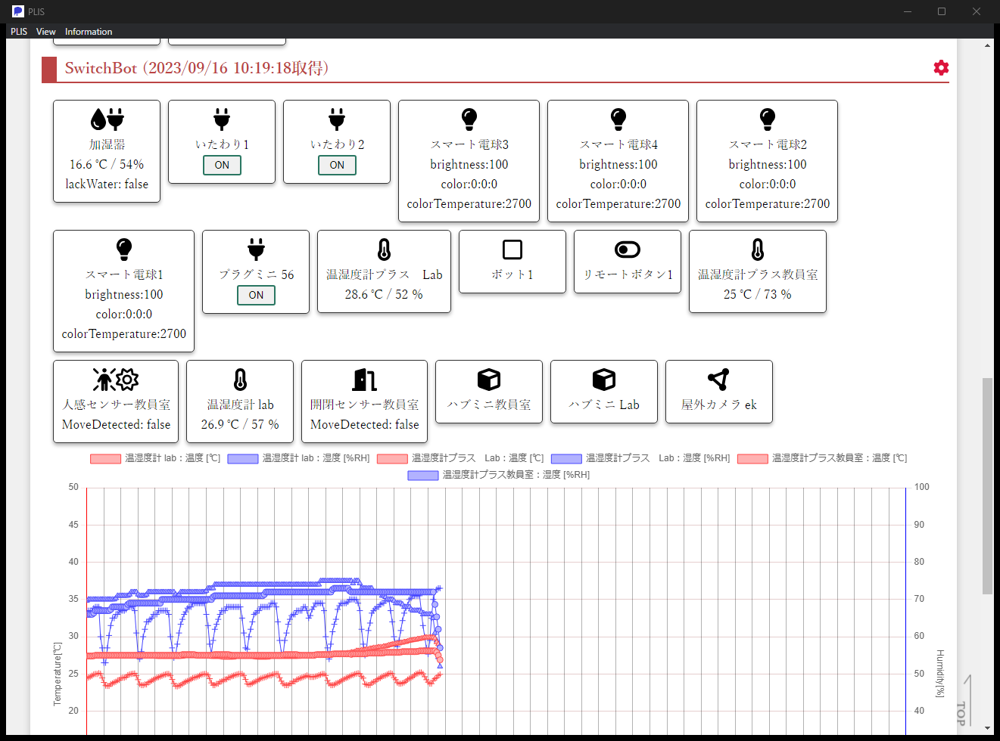 PLIS
PLIS View Information
SwitchBot (2023/09/16 10:19:18取得)
加湿器
16.6 ℃ / 54%
lackWater: false
いたわり1
ON
いたわり2
ON
スマート電球3
brightness:100
color:0:0:0
colorTemperature:2700
スマート電球4
brightness:100
color:0:0:0
colorTemperature:2700
スマート電球2
brightness:100
color:0:0:0
colorTemperature:2700
スマート電球1
brightness:100
color:0:0:0
colorTemperature:2700
プラグミニ 56
ON
温湿度計プラス　Lab
28.6 ℃ / 52 %
ボット1
リモートボタン1
温湿度計プラス教員室
25 ℃ / 73 %
人感センサー教員室
MoveDetected: false
温湿度計 lab
26.9 ℃ / 57 %
開閉センサー教員室
MoveDetected: false
ハブミニ教員室
ハブミニ Lab
屋外カメラ ek
温湿度計 lab：温度 [℃] 温湿度計 lab：湿度 [%RH] 温湿度計プラス　Lab：温度 [℃] 温湿度計プラス　Lab：湿度 [%RH] 温湿度計プラス教員室：温度 [℃]
温湿度計プラス教員室：湿度 [%RH]
50 100
45 90
40 80
35 70
30 60
25 50
20 40
Temperature[℃]
Humidity[%]
TOP